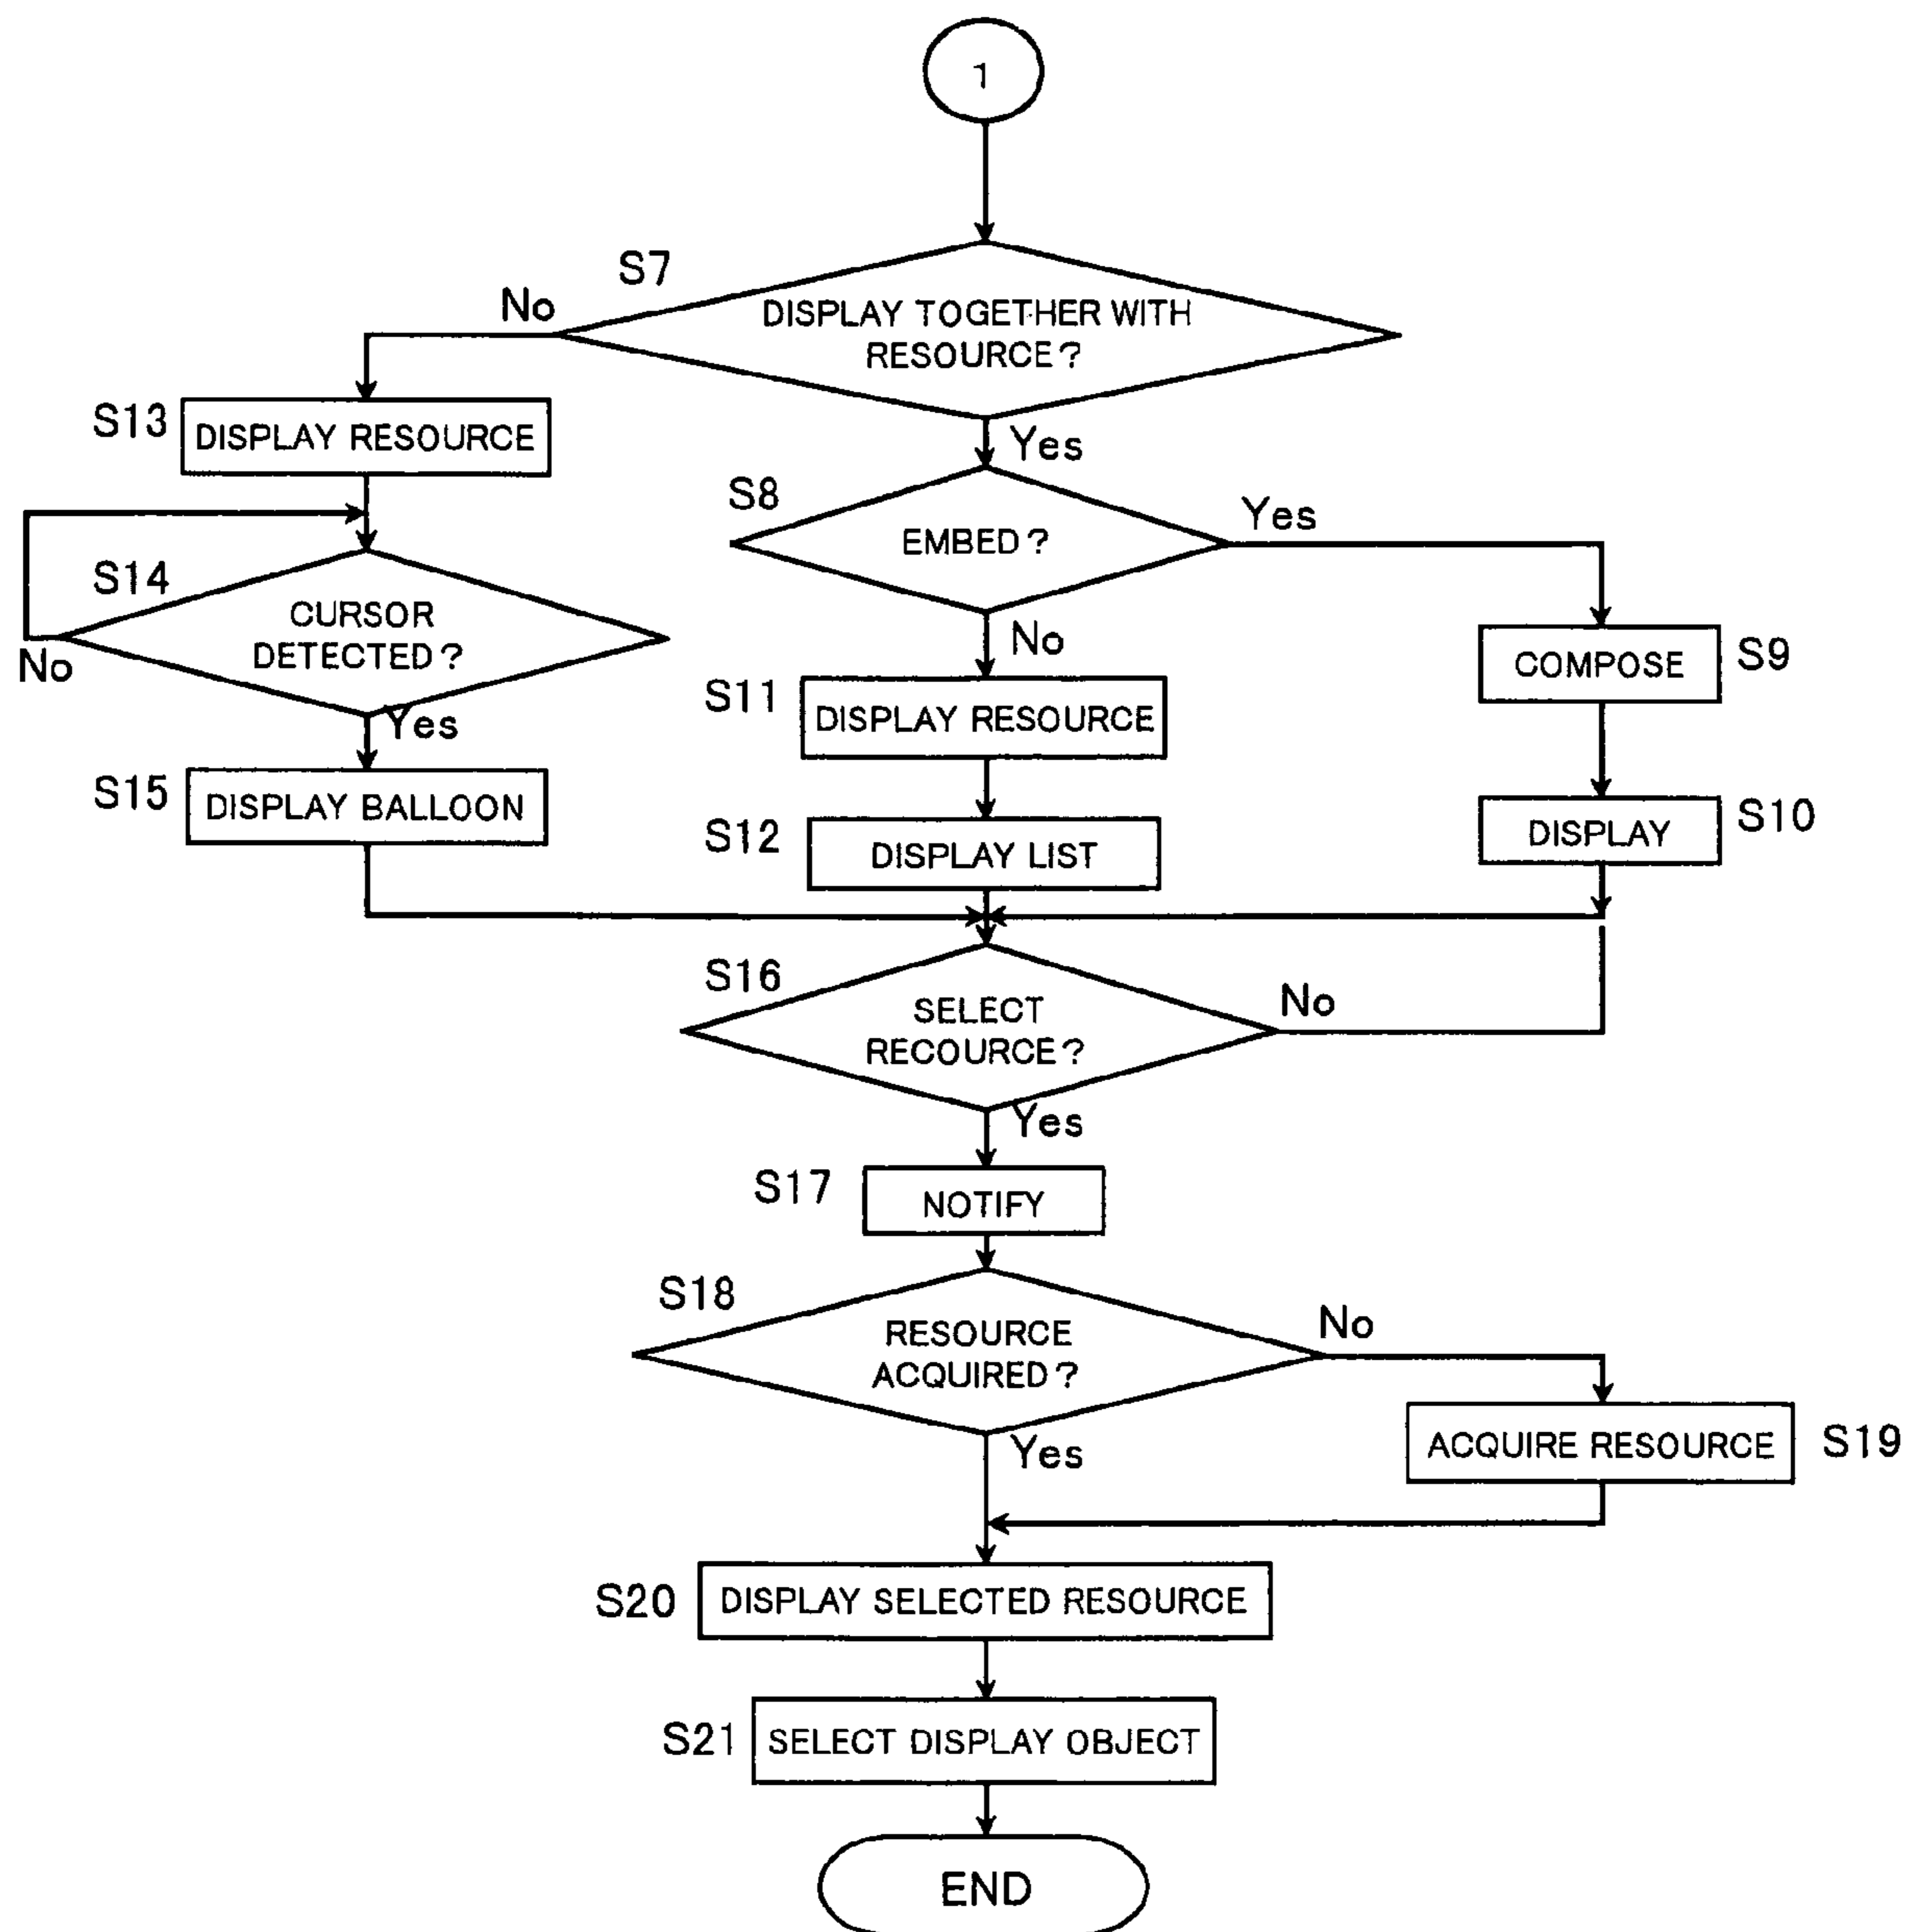 1
S7
DISPLAY TOGETHER WITH
RESOURCE?
No
Yes
S13
DISPLAY RESOURCE
S8
EMBED?
Yes
No
S14
CURSOR
DETECTED?
No
Yes
S9
COMPOSE
S11
DISPLAY RESOURCE
S15
DISPLAY BALLOON
S10
DISPLAY
S12
DISPLAY LIST
S16
SELECT
RECOURCE?
No
Yes
S17
NOTIFY
S18
RESOURCE
ACQUIRED?
No
Yes
ACQUIRE RESOURCE
S19
S20
DISPLAY SELECTED RESOURCE
S21
SELECT DISPLAY OBJECT
END